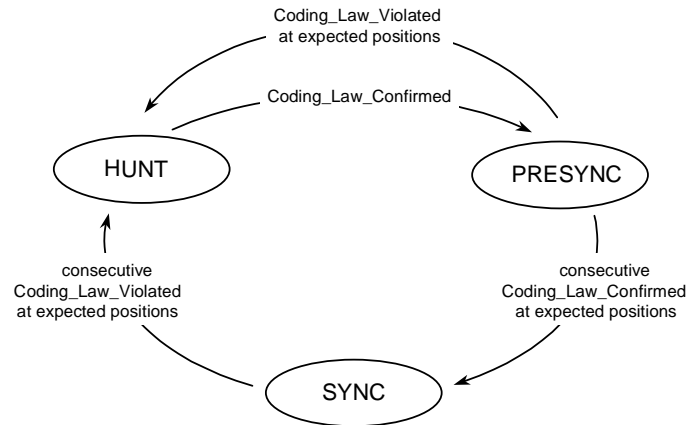 Coding_Law_Violated
at expected positions
Coding_Law_Confirmed
HUNT
PRESYNC
consecutive
Coding_Law_Violated
at expected positions
consecutive
Coding_Law_Confirmed
at expected positions
SYNC